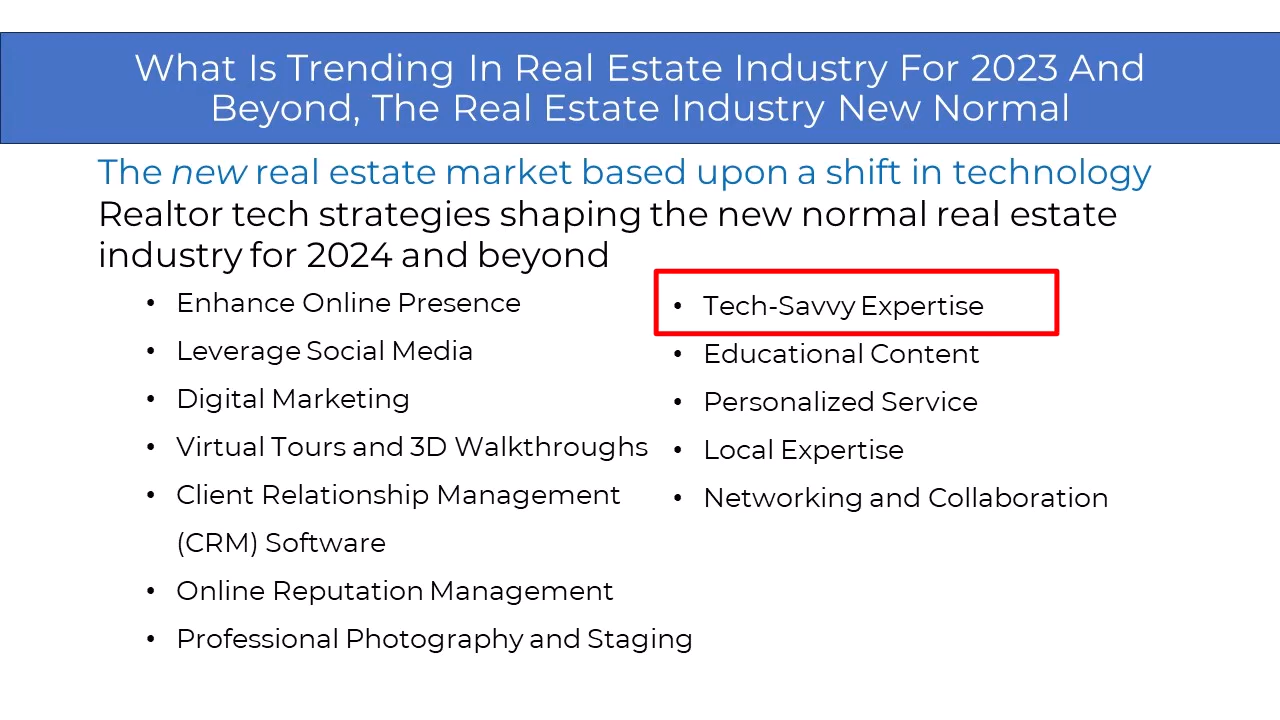 What Is Trending In Real Estate Industry For 2023 And
Beyond, The Real Estate Industry New Normal
The new real estate market based upon a shift in technology
Realtor tech strategies shaping the new normal real estate
industry for 2024 and beyond
• Enhance Online Presence
• Leverage Social Media
• Digital Marketing
• Virtual Tours and 3D Walkthroughs
• Client Relationship Management
(CRM) Software
• Online Reputation Management
• Professional Photography and Staging
• Tech-Savvy Expertise
• Educational Content
• Personalized Service
• Local Expertise
• Networking and Collaboration